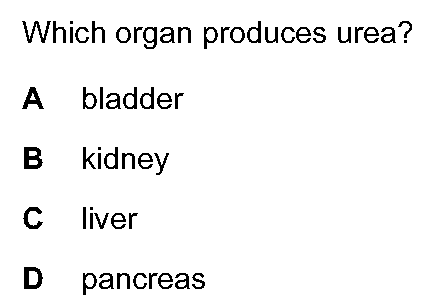 Which organ produces urea?
A bladder
B kidney
C liver
D pancreas